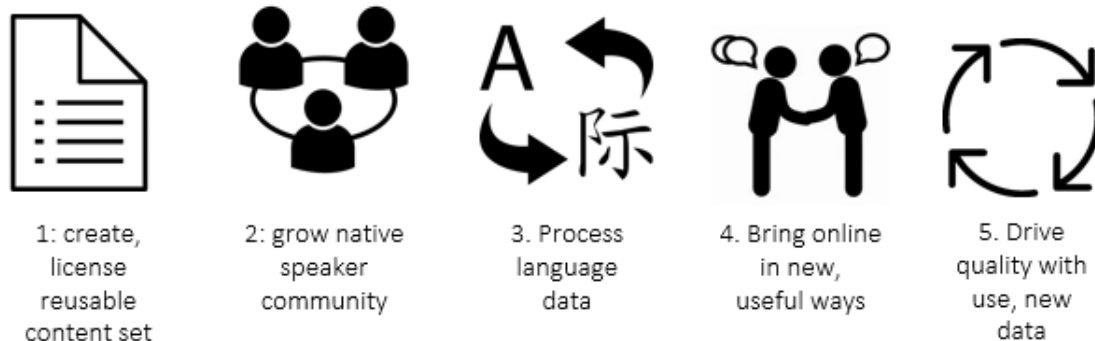 A
际
1: create,
license
reusable
content set
2: grow native
speaker
community
3. Process
language
data
4. Bring online
in new,
useful ways
5. Drive
quality with
use, new
data